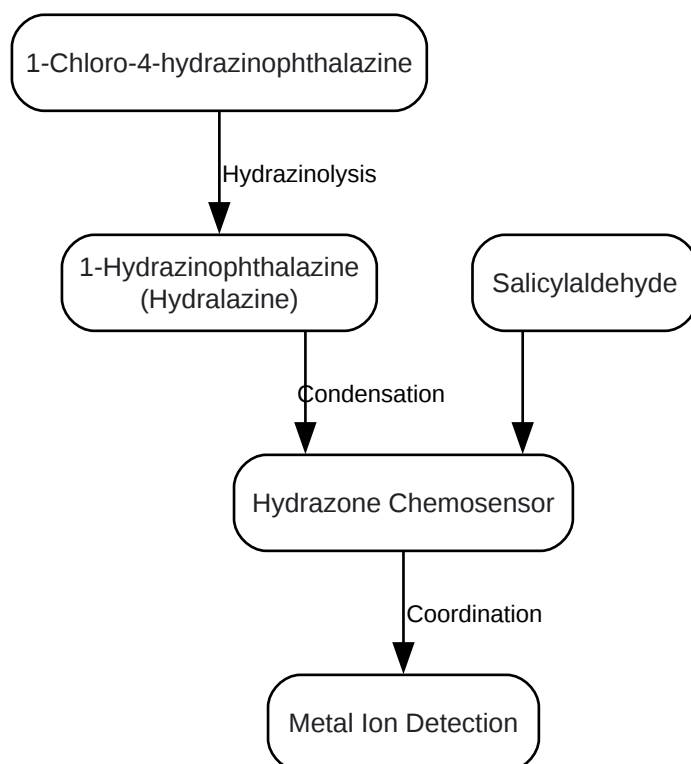 1-Chloro-4-hydrazinophthalazine
Hydrazinolysis
1-Hydrazinophthalazine
(Hydralazine)
Salicylaldehyde
Condensation
Hydrazone Chemosensor
Coordination
Metal Ion Detection